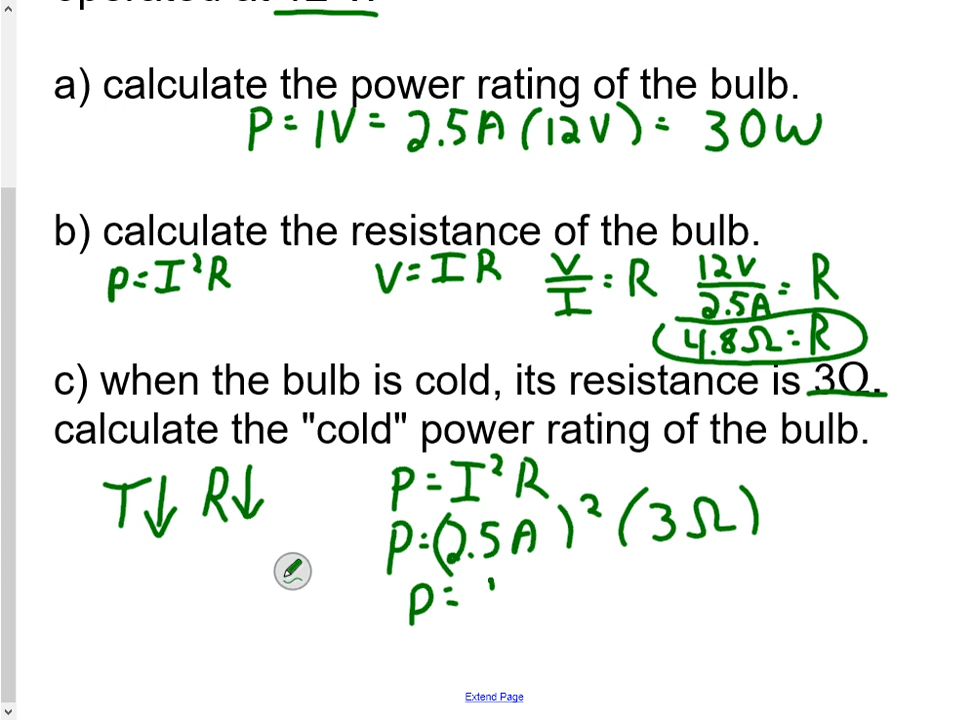 a) calculate the power rating of the bulb.
P = IV = 2.5A (12V) = 30W
b) calculate the resistance of the bulb.
P = I²R V = IR V/I = R 12V/2.5A = R
4.8Ω = R
c) when the bulb is cold, its resistance is 3Ω.
calculate the "cold" power rating of the bulb.
T↓ R↓ P = I²R
P = (2.5A)² (3Ω)
P =
Extend Page